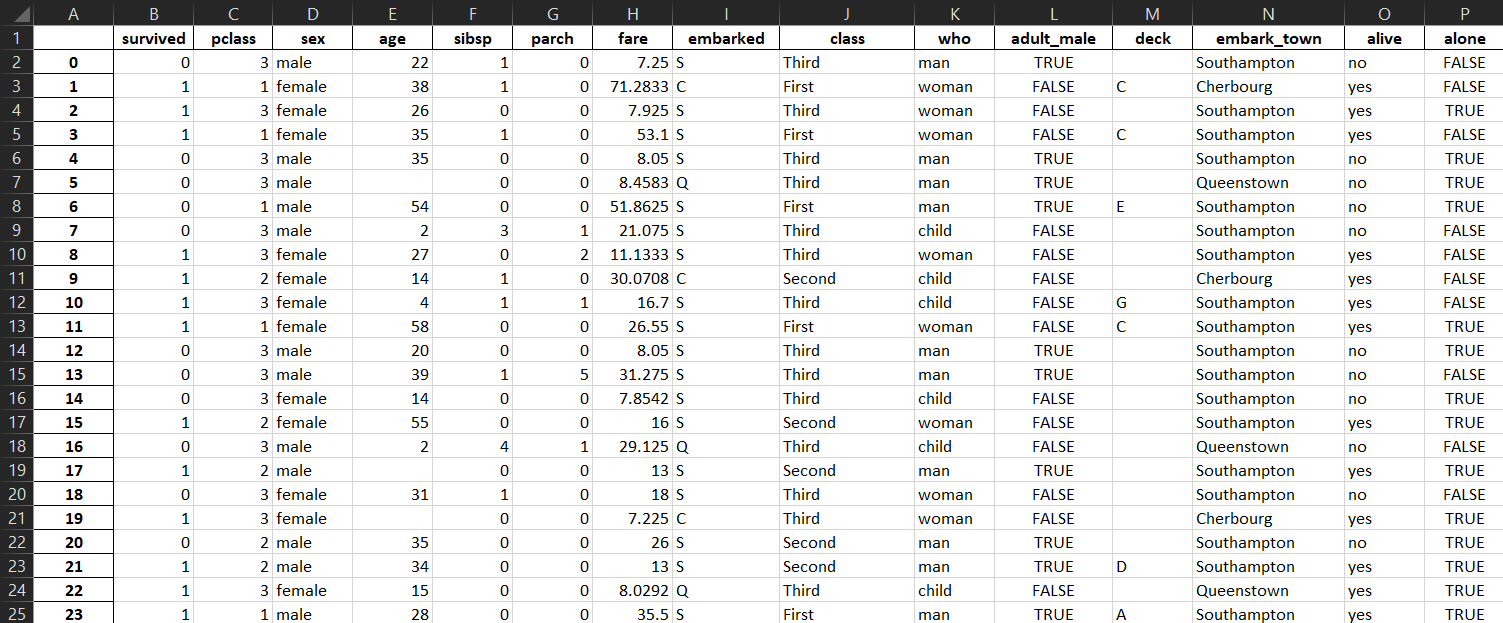 A B C D E F G H I J K L M N O P
1 survived pclass sex age sibsp parch fare embarked class who adult_male deck embark_town alive alone
2 0 0 3 male 22 1 0 7.25 S Third man TRUE Southampton no FALSE
3 1 1 1 female 38 1 0 71.2833 C First woman FALSE C Cherbourg yes FALSE
4 2 1 3 female 26 0 0 7.925 S Third woman FALSE Southampton yes TRUE
5 3 1 1 female 35 1 0 53.1 S First woman FALSE C Southampton yes FALSE
6 4 0 3 male 35 0 0 8.05 S Third man TRUE Southampton no TRUE
7 5 0 3 male 0 0 8.4583 Q Third man TRUE Queenstown no TRUE
8 6 0 1 male 54 0 0 51.8625 S First man TRUE E Southampton no TRUE
9 7 0 3 male 2 3 1 21.075 S Third child FALSE Southampton no FALSE
10 8 1 3 female 27 0 2 11.1333 S Third woman FALSE Southampton yes FALSE
11 9 1 2 female 14 1 0 30.0708 C Second child FALSE Cherbourg yes FALSE
12 10 1 3 female 4 1 1 16.7 S Third child FALSE G Southampton yes FALSE
13 11 1 1 female 58 0 0 26.55 S First woman FALSE C Southampton yes TRUE
14 12 0 3 male 20 0 0 8.05 S Third man TRUE Southampton no TRUE
15 13 0 3 male 39 1 5 31.275 S Third man TRUE Southampton no FALSE
16 14 0 3 female 14 0 0 7.8542 S Third child FALSE Southampton no TRUE
17 15 1 2 female 55 0 0 16 S Second woman FALSE Southampton yes TRUE
18 16 0 3 male 2 4 1 29.125 Q Third child FALSE Queenstown no FALSE
19 17 1 2 male 0 0 13 S Second man TRUE Southampton yes TRUE
20 18 0 3 female 31 1 0 18 S Third woman FALSE Southampton no FALSE
21 19 1 3 female 0 0 7.225 C Third woman FALSE Cherbourg yes TRUE
22 20 0 2 male 35 0 0 26 S Second man TRUE Southampton no TRUE
23 21 1 2 male 34 0 0 13 S Second man TRUE D Southampton yes TRUE
24 22 1 3 female 15 0 0 8.0292 Q Third child FALSE Queenstown yes TRUE
25 23 1 1 male 28 0 0 35.5 S First man TRUE A Southampton yes TRUE